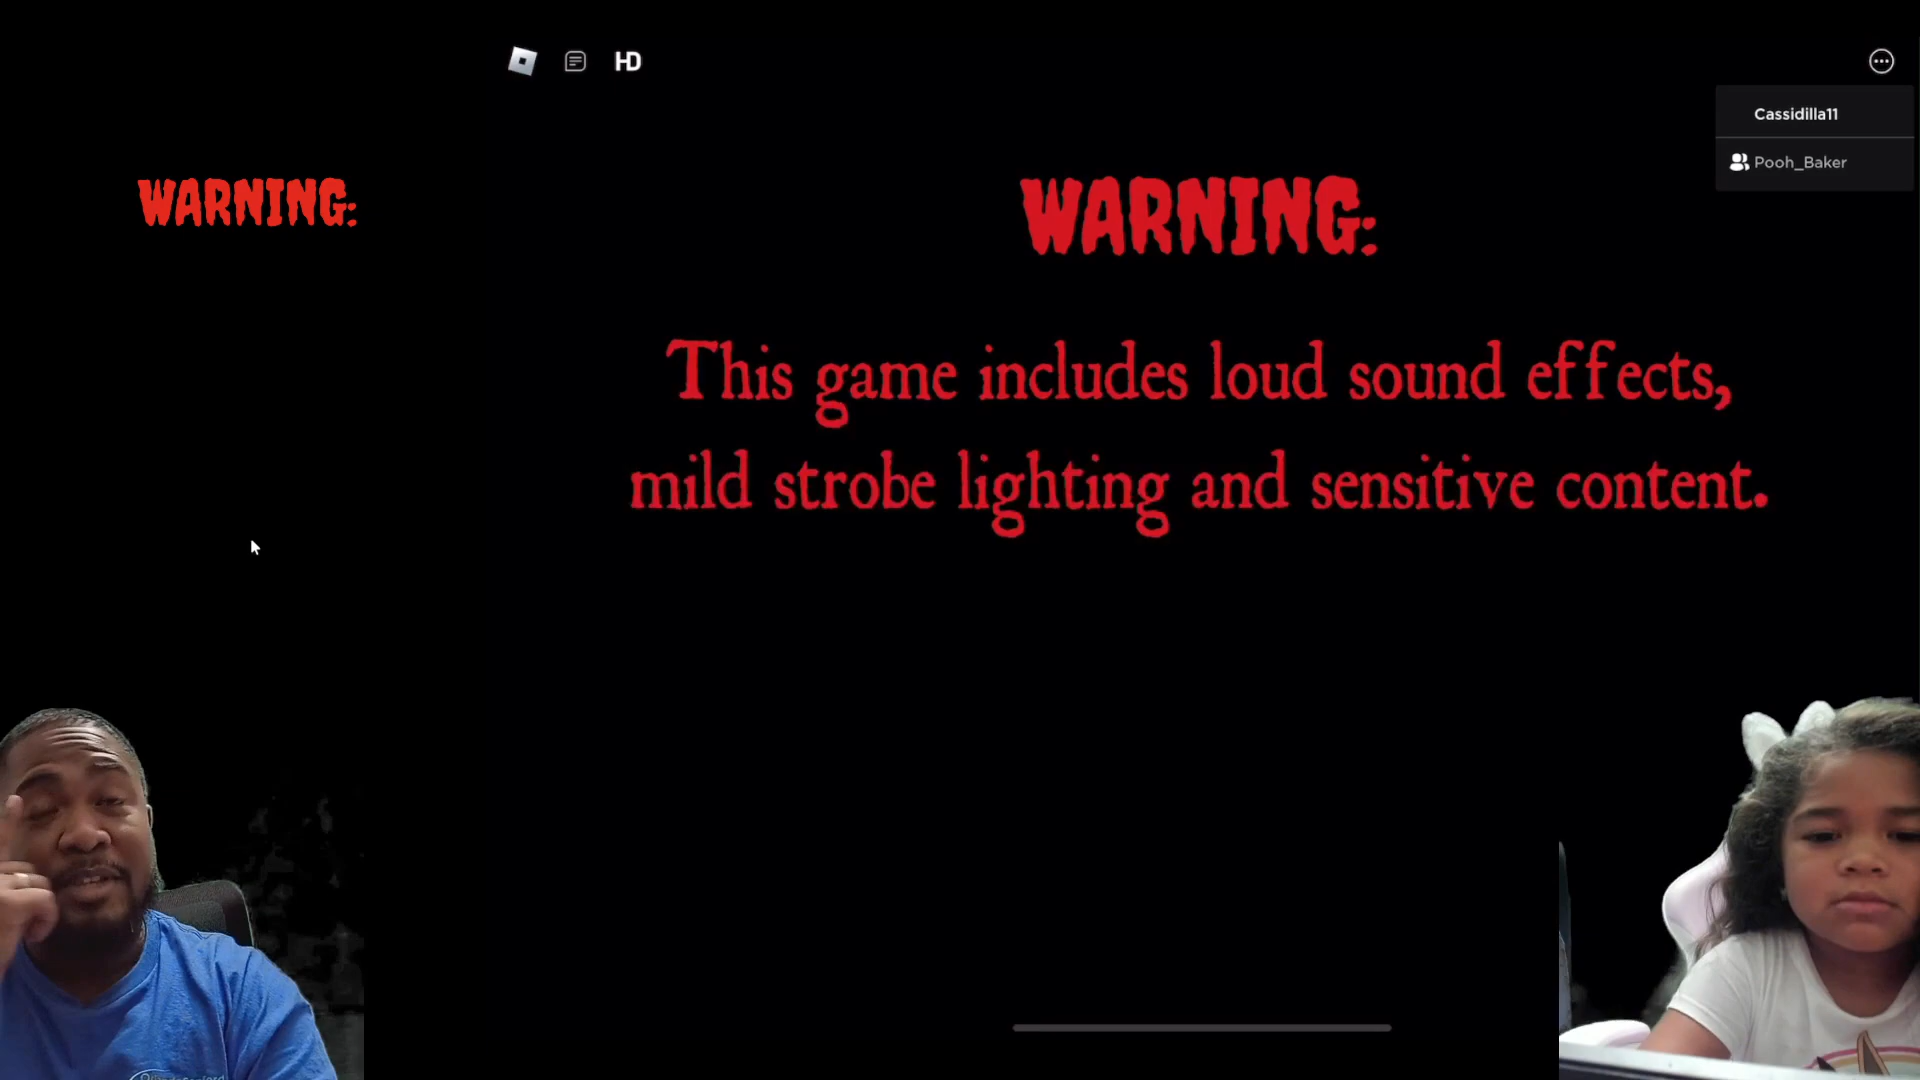 HD
Cassidilla11
Pooh_Baker
WARNING:
WARNING:
This game includes loud sound effects,
mild strobe lighting and sensitive content.